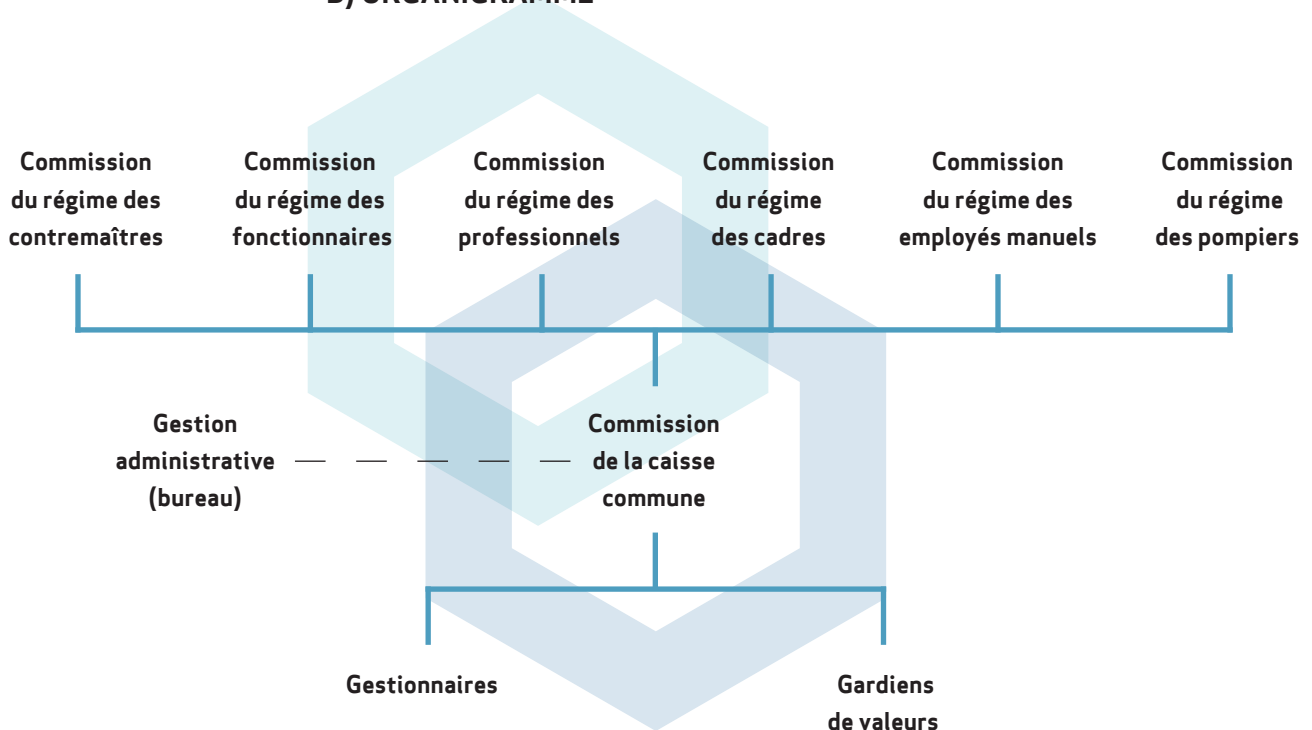 B) ORGANIGRAMME
Commission
du régime des
contremaîtres
Commission
du régime des
fonctionnaires
Commission
du régime des
professionnels
Commission
du régime
des cadres
Commission
du régime des
employés manuels
Commission
du régime
des pompiers
Gestion
administrative
(bureau)
Commission
de la caisse
commune
Gestionnaires
Gardiens
de valeurs